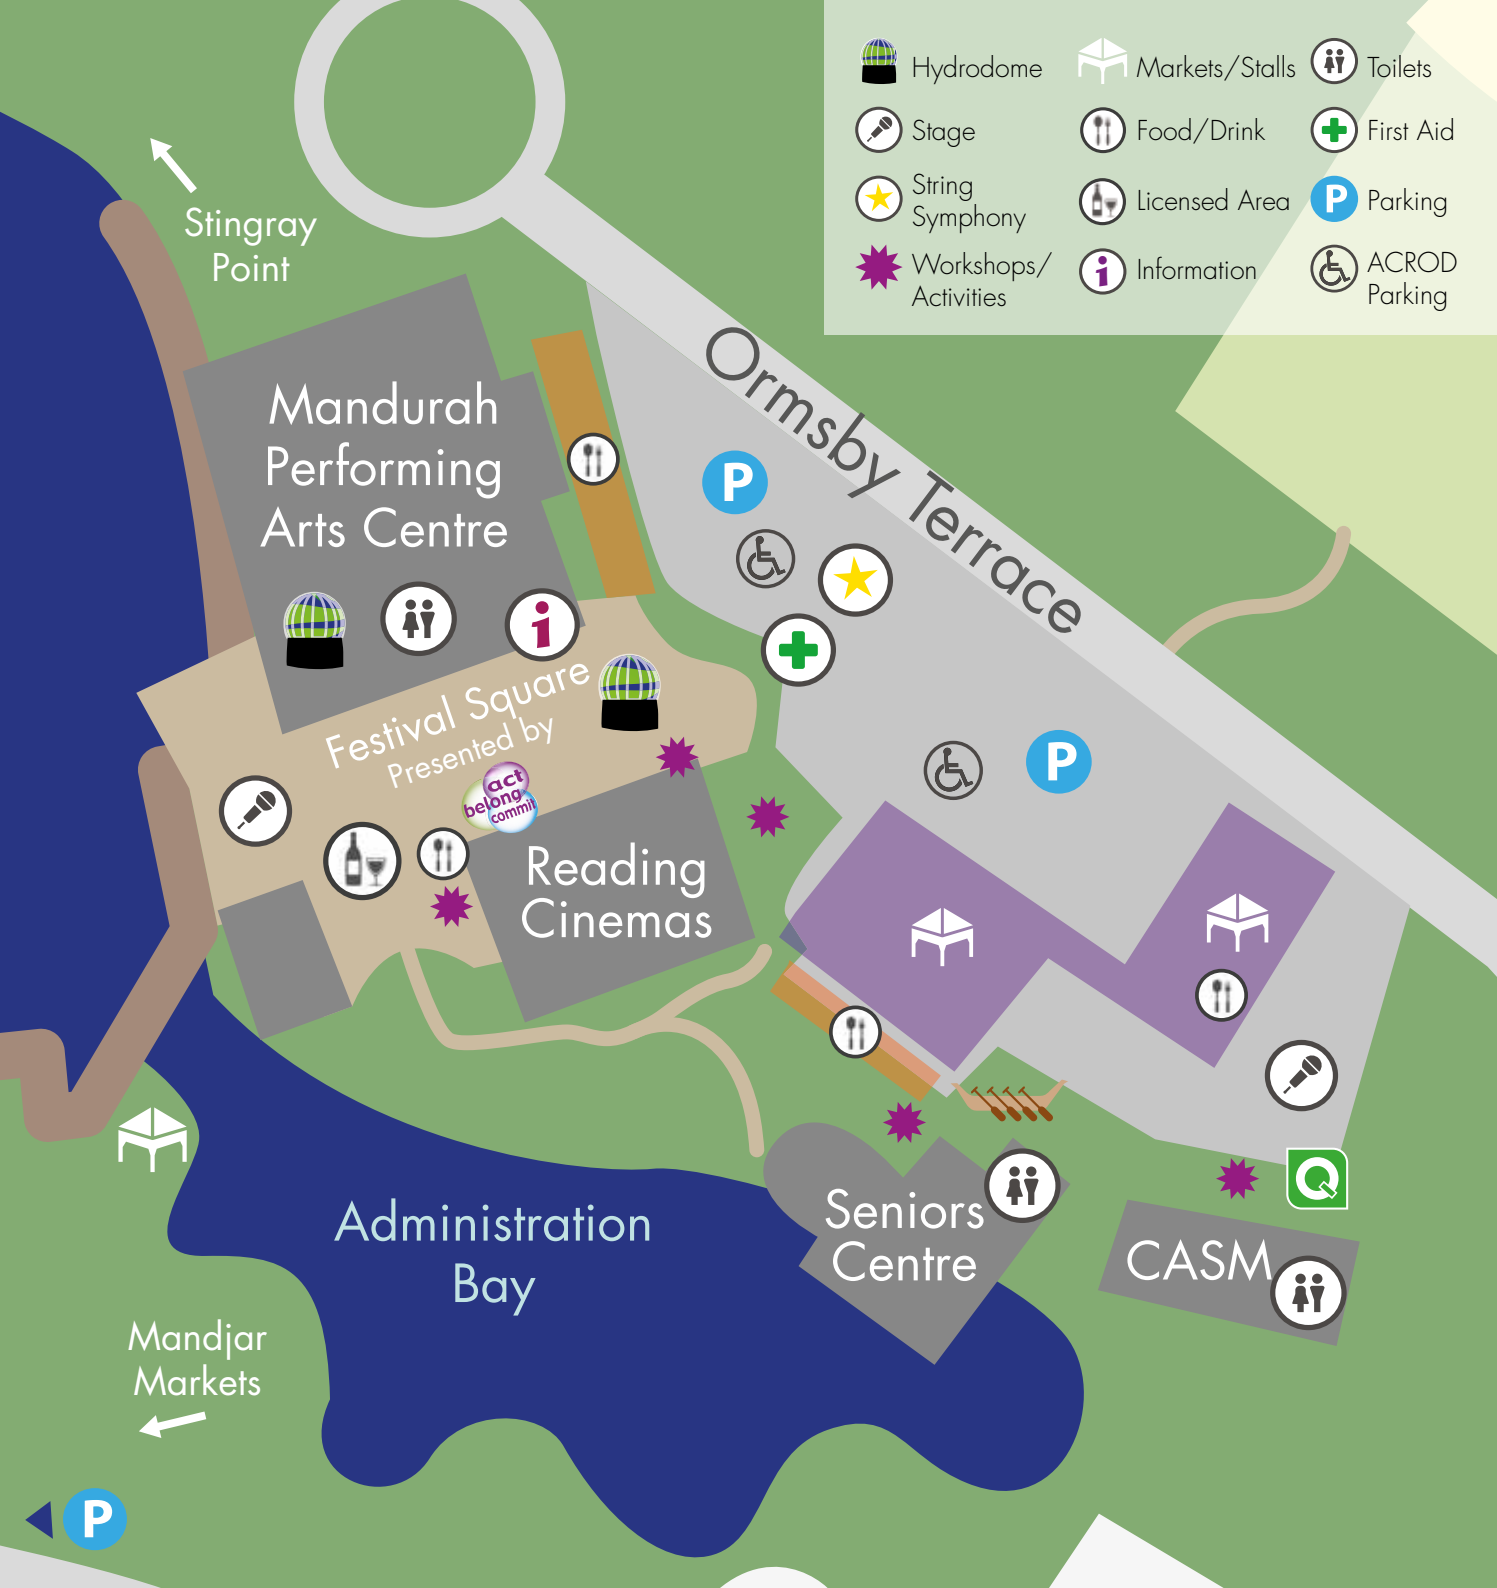 Hydrodome
Markets/Stalls
Toilets
Stage
Food/Drink
First Aid
String
Symphony
Licensed Area
P
Parking
Workshops/
Activities
i
Information
ACROD
Parking
Stingray
Point
Ormsby Terrace
Mandurah
Performing
Arts Centre
P
i
Festival Square
Presented by
act
belong
commit
P
Reading
Cinemas
Seniors
Centre
Q
CASM
Administration
Bay
Mandjar
Markets
P